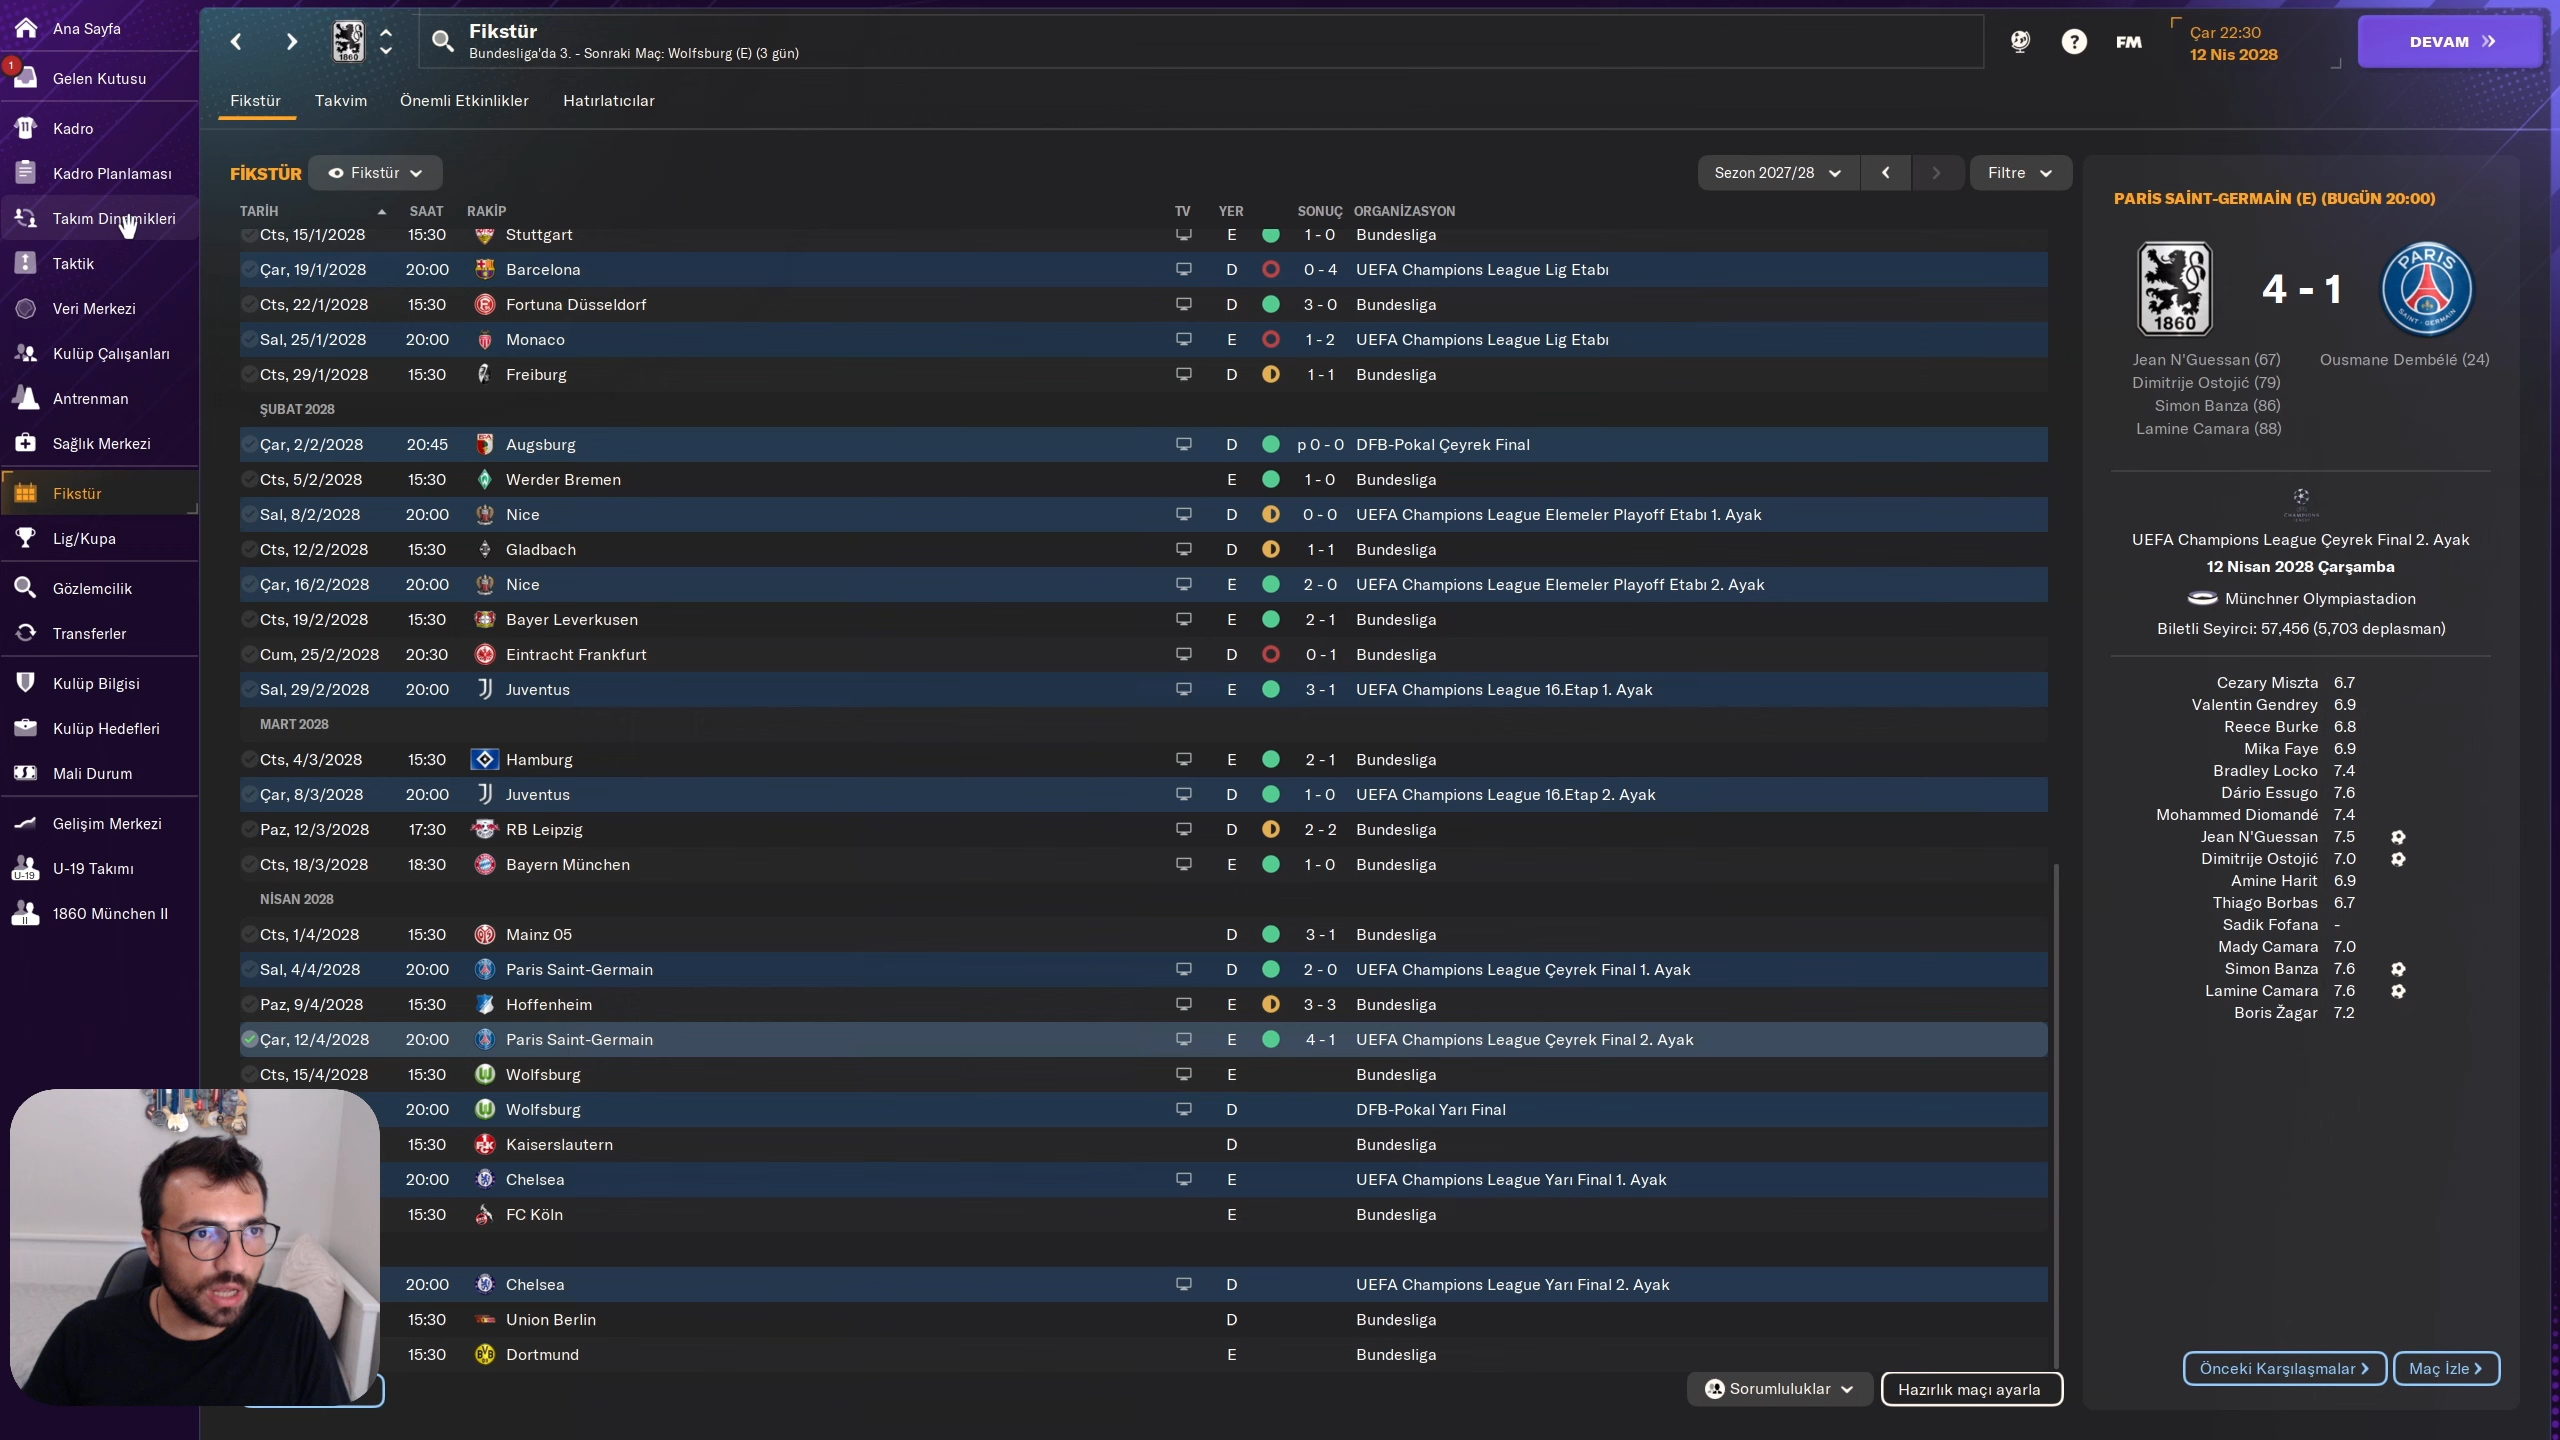 Ana Sayfa
1
Gelen Kutusu
Kadro
Kadro Planlaması
Takım Dinamikleri
Taktik
Veri Merkezi
Kulüp Çalışanları
Antrenman
Sağlık Merkezi
Fikstür
Lig/Kupa
Gözlemcilik
Transferler
Kulüp Bilgisi
Kulüp Hedefleri
Mali Durum
Gelişim Merkezi
U-19 Takımı
1860 München II
Fikstür
Bundesliga'da 3. - Sonraki Maç: Wolfsburg (E) (3 gün)
FM
Çar 22:30
12 Nis 2028
DEVAM
Fikstür Takvim Önemli Etkinlikler Hatırlatıcılar
FİKSTÜR Fikstür Sezon 2027/28 Filtre
TARİH SAAT RAKİP TV YER SONUÇ ORGANİZASYON
Cts, 15/1/2028 15:30 Stuttgart E 1 - 0 Bundesliga
Çar, 19/1/2028 20:00 Barcelona D 0 - 4 UEFA Champions League Lig Etabı
Cts, 22/1/2028 15:30 Fortuna Düsseldorf D 3 - 0 Bundesliga
Sal, 25/1/2028 20:00 Monaco E 1 - 2 UEFA Champions League Lig Etabı
Cts, 29/1/2028 15:30 Freiburg D 1 - 1 Bundesliga
ŞUBAT 2028
Çar, 2/2/2028 20:45 Augsburg D p 0 - 0 DFB-Pokal Çeyrek Final
Cts, 5/2/2028 15:30 Werder Bremen E 1 - 0 Bundesliga
Sal, 8/2/2028 20:00 Nice D 0 - 0 UEFA Champions League Elemeler Playoff Etabı 1. Ayak
Cts, 12/2/2028 15:30 Gladbach D 1 - 1 Bundesliga
Çar, 16/2/2028 20:00 Nice E 2 - 0 UEFA Champions League Elemeler Playoff Etabı 2. Ayak
Cts, 19/2/2028 15:30 Bayer Leverkusen E 2 - 1 Bundesliga
Cum, 25/2/2028 20:30 Eintracht Frankfurt D 0 - 1 Bundesliga
Sal, 29/2/2028 20:00 Juventus E 3 - 1 UEFA Champions League 16.Etap 1. Ayak
MART 2028
Cts, 4/3/2028 15:30 Hamburg E 2 - 1 Bundesliga
Çar, 8/3/2028 20:00 Juventus D 1 - 0 UEFA Champions League 16.Etap 2. Ayak
Paz, 12/3/2028 17:30 RB Leipzig D 2 - 2 Bundesliga
Cts, 18/3/2028 18:30 Bayern München E 1 - 0 Bundesliga
NİSAN 2028
Cts, 1/4/2028 15:30 Mainz 05 D 3 - 1 Bundesliga
Sal, 4/4/2028 20:00 Paris Saint-Germain D 2 - 0 UEFA Champions League Çeyrek Final 1. Ayak
Paz, 9/4/2028 15:30 Hoffenheim E 3 - 3 Bundesliga
Çar, 12/4/2028 20:00 Paris Saint-Germain E 4 - 1 UEFA Champions League Çeyrek Final 2. Ayak
Cts, 15/4/2028 15:30 Wolfsburg E Bundesliga
20:00 Wolfsburg D DFB-Pokal Yarı Final
15:30 Kaiserslautern D Bundesliga
20:00 Chelsea E UEFA Champions League Yarı Final 1. Ayak
15:30 FC Köln E Bundesliga
20:00 Chelsea D UEFA Champions League Yarı Final 2. Ayak
15:30 Union Berlin D Bundesliga
15:30 Dortmund E Bundesliga
Sorumluluklar Hazırlık maçı ayarla
PARİS SAİNT-GERMAİN (E) (BUGÜN 20:00)
1860
4 - 1
PARIS
SAINT-GERMAIN
Jean N'Guessan (67) Ousmane Dembélé (24)
Dimitrije Ostojić (79)
Simon Banza (86)
Lamine Camara (88)
UEFA Champions League Çeyrek Final 2. Ayak
12 Nisan 2028 Çarşamba
Münchner Olympiastadion
Biletli Seyirci: 57,456 (5,703 deplasman)
Cezary Miszta 6.7
Valentin Gendrey 6.9
Reece Burke 6.8
Mika Faye 6.9
Bradley Locko 7.4
Dário Essugo 7.6
Mohammed Diomandé 7.4
Jean N'Guessan 7.5
Dimitrije Ostojić 7.0
Amine Harit 6.9
Thiago Borbas 6.7
Sadik Fofana -
Mady Camara 7.0
Simon Banza 7.6
Lamine Camara 7.6
Boris Žagar 7.2
Önceki Karşılaşmalar Maç İzle